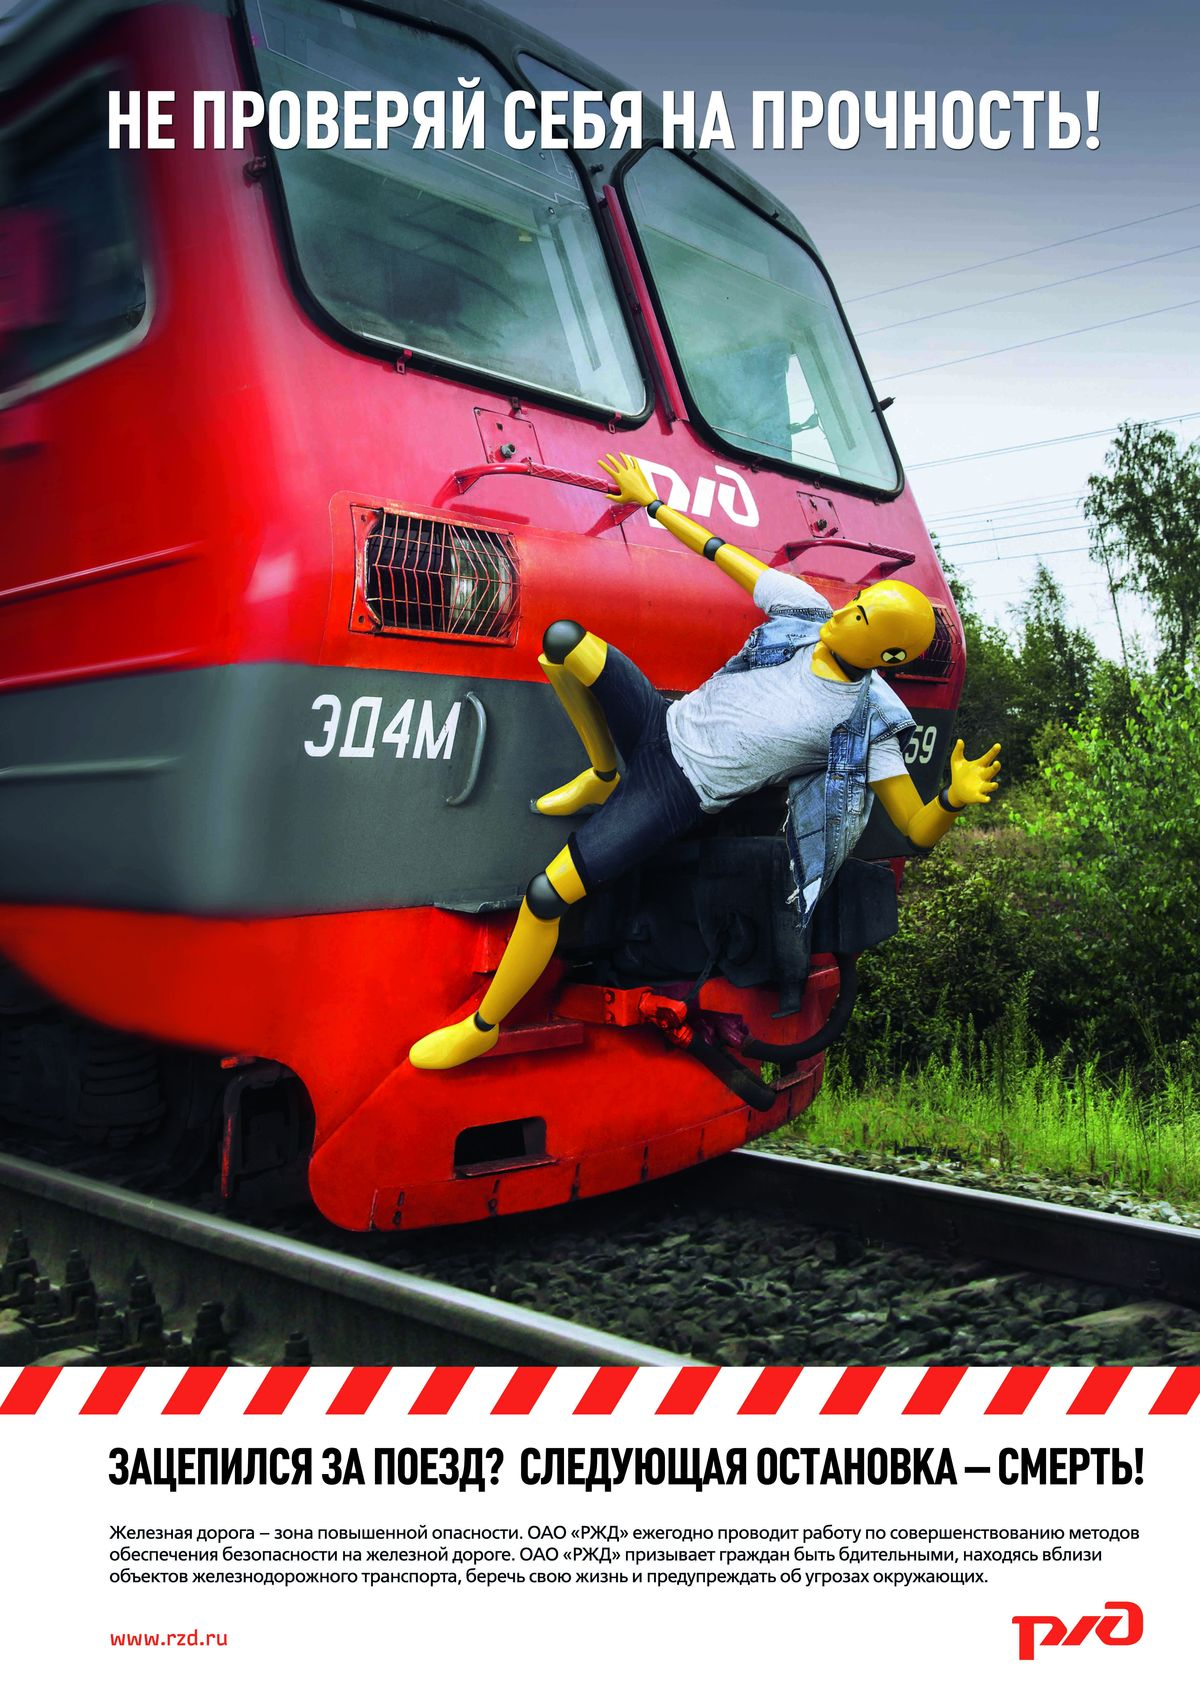 НЕ ПРОВЕРЯЙ СЕБЯ НА ПРОЧНОСТЬ!
РЖД
ЭД4М
59
ЗАЦЕПИЛСЯ ЗА ПОЕЗД? СЛЕДУЮЩАЯ ОСТАНОВКА – СМЕРТЬ!
Железная дорога – зона повышенной опасности. ОАО «РЖД» ежегодно проводит работу по совершенствованию методов
обеспечения безопасности на железной дороге. ОАО «РЖД» призывает граждан быть бдительными, находясь вблизи
объектов железнодорожного транспорта, беречь свою жизнь и предупреждать об угрозах окружающих.
www.rzd.ru
РЖД